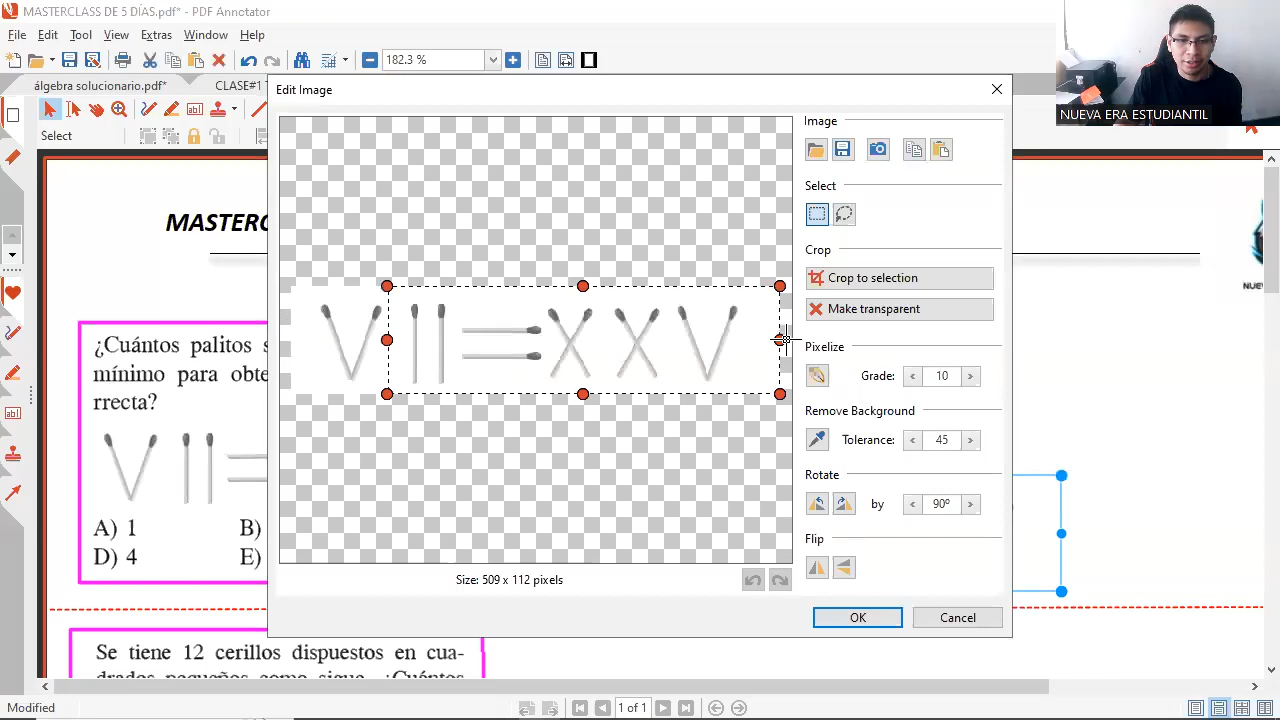 MASTERCLASS DE 5 DÍAS.pdf* - PDF Annotator
File Edit Tool View Extras Window Help
182.3 %
álgebra solucionario.pdf*
CLASE#1
Select
NUEVA ERA ESTUDIANTIL
MASTERC
¿Cuántos palitos s
mínimo para obte
rrecta?
A) 1
B)
D) 4
E)
Se tiene 12 cerillos dispuestos en cua-
Edit Image
Size: 509 x 112 pixels
Image
Select
Crop
Crop to selection
Make transparent
Pixelize
Grade: < 10 >
Remove Background
Tolerance: < 45 >
Rotate
by < 90º >
Flip
OK
Cancel
Modified
1 of 1